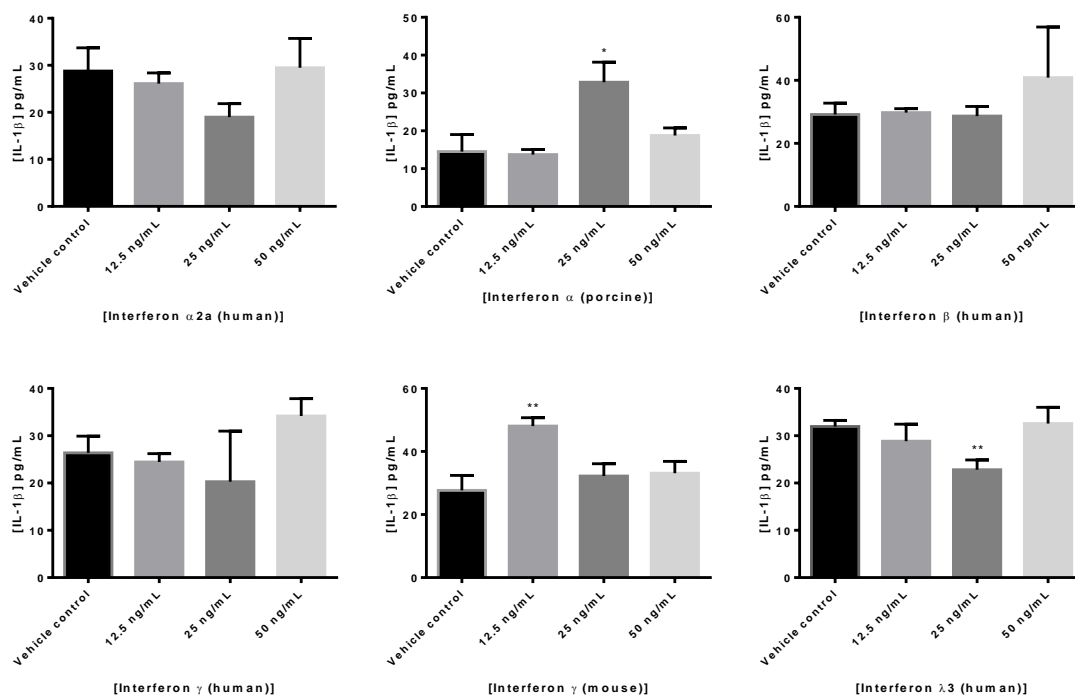 [IL-1β] pg/mL
40
30
20
10
0
Vehicle control
12.5 ng/mL
25 ng/mL
50 ng/mL
[Interferon α2a (human)]
[IL-1β] pg/mL
50
40
30
20
10
0
*
Vehicle control
12.5 ng/mL
25 ng/mL
50 ng/mL
[Interferon α (porcine)]
[IL-1β] pg/mL
60
40
20
0
Vehicle control
12.5 ng/mL
25 ng/mL
50 ng/mL
[Interferon β (human)]
[IL-1β] pg/mL
40
30
20
10
0
Vehicle control
12.5 ng/mL
25 ng/mL
50 ng/mL
[Interferon γ (human)]
[IL-1β] pg/mL
60
40
20
0
**
Vehicle control
12.5 ng/mL
25 ng/mL
50 ng/mL
[Interferon γ (mouse)]
[IL-1β] pg/mL
40
30
20
10
0
**
Vehicle control
12.5 ng/mL
25 ng/mL
50 ng/mL
[Interferon λ3 (human)]